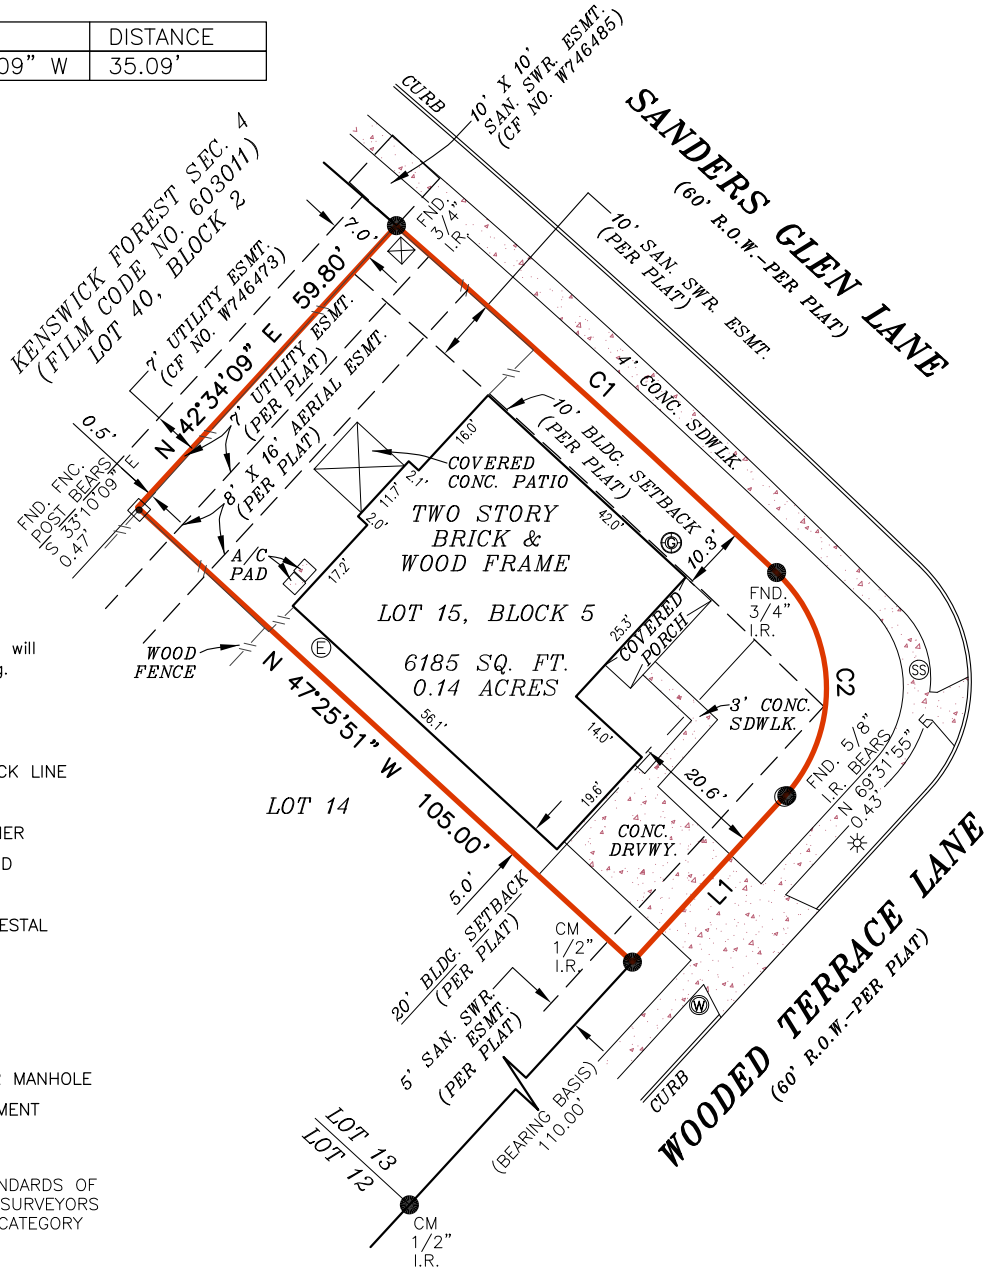 DISTANCE
09" W
35.09'
CURB
10' X 10'
SAN. SWR. ESMT.
(CF NO. W746485)
SANDERS GLEN LANE
(60' R.O.W.-PER PLAT)
KENSWICK FOREST SEC. 4
(FILM CODE NO. 603011)
LOT 40, BLOCK 2
7.0'
FND.
3/4"
I.R.
10' SAN. SWR. ESMT.
(PER PLAT)
7' UTILITY ESMT.
(CF NO. W746473)
N 42°34'09" E 59.80'
7' UTILITY ESMT.
(PER PLAT)
8' X 16' AERIAL ESMT.
(PER PLAT)
C1
4' CONC. SDWLK.
10' BLDG. SETBACK
(PER PLAT)
0.5'
FND. FNC.
POST BEARS
S 33°10'09" E
0.47'
16.0'
COVERED
CONC. PATIO
2.1'
11.7'
2.0'
17.2'
42.0'
TWO STORY
BRICK &
WOOD FRAME
G
10.3'
A/C
PAD
FND.
3/4"
I.R.
LOT 15, BLOCK 5
25.3'
COVERED
PORCH
will
g.
WOOD
FENCE
E
6185 SQ. FT.
0.14 ACRES
SS
C2
N 47°25'51" W 105.00'
56.1'
14.0'
3' CONC.
SDWLK.
FND. 5/8"
I.R. BEARS
N 69°31'55"
0.43'
CK LINE
20.6'
LOT 14
19.6'
NER
CONC.
DRVWY.
D
L1
5.0'
ESTAL
20' BLDG. SETBACK
(PER PLAT)
CM
1/2"
I.R.
WOODED TERRACE LANE
(60' R.O.W.-PER PLAT)
5' SAN. SWR.
ESMT.
(PER PLAT)
W
R MANHOLE
MENT
CURB
(BEARING BASIS)
110.00'
LOT 13
LOT 12
NDARDS OF
SURVEYORS
CATEGORY
CM
1/2"
I.R.